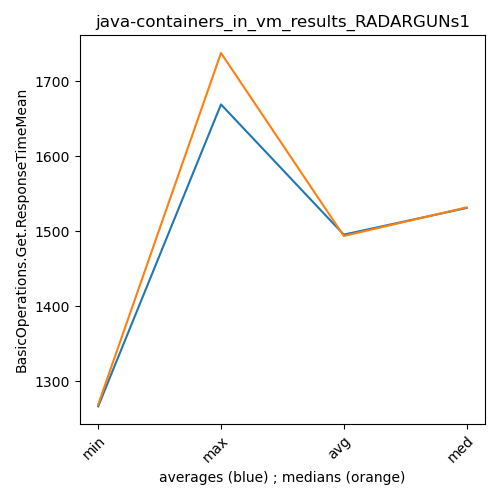 java-containers_in_vm_results_RADARGUNs1
BasicOperations.Get.ResponseTimeMean
1700
1600
1500
1400
1300
min
max
avg
med
averages (blue) ; medians (orange)